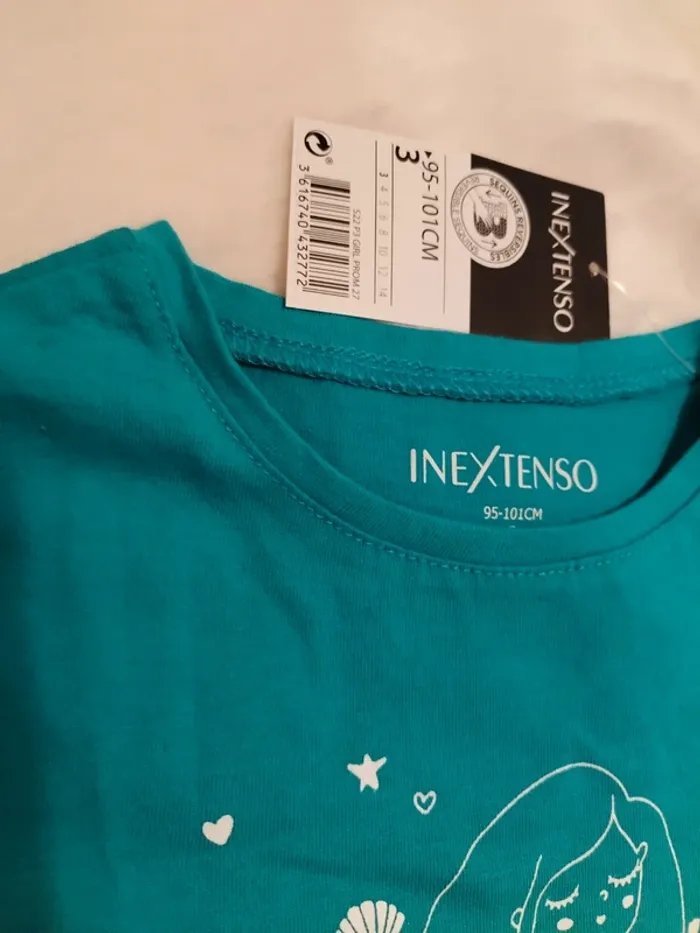 INEXTENSO
SEQUINS REVERSIBLES
95-101CM
3
3 4 5 6 8 10 12 14
S22 P3 GIRL PROM 27
3 616740 432772
INEXTENSO
95-101CM